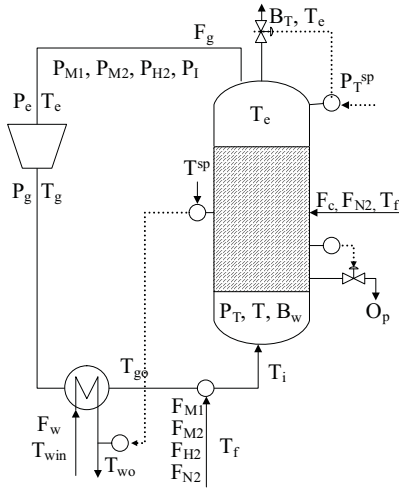 B_T, T_e
F_g
P_M1, P_M2, P_H2, P_I
P_e T_e
P_T^sp
T_e
T^sp
P_g T_g
F_c, F_N2, T_f
P_T, T, B_w
O_p
T_go
T_i
F_w
T_win
T_wo
F_M1
F_M2
F_H2
F_N2
T_f